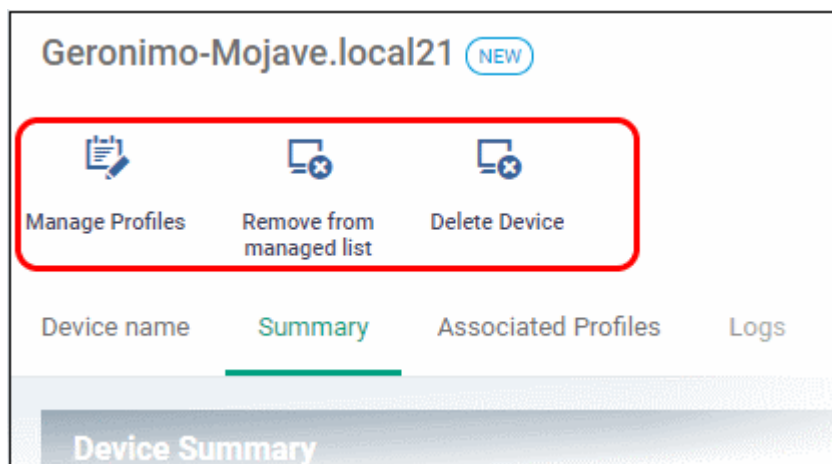 Geronimo-Mojave.local21 NEW
Manage Profiles Remove from Delete Device
managed list
Device name Summary Associated Profiles Logs
Device Summary